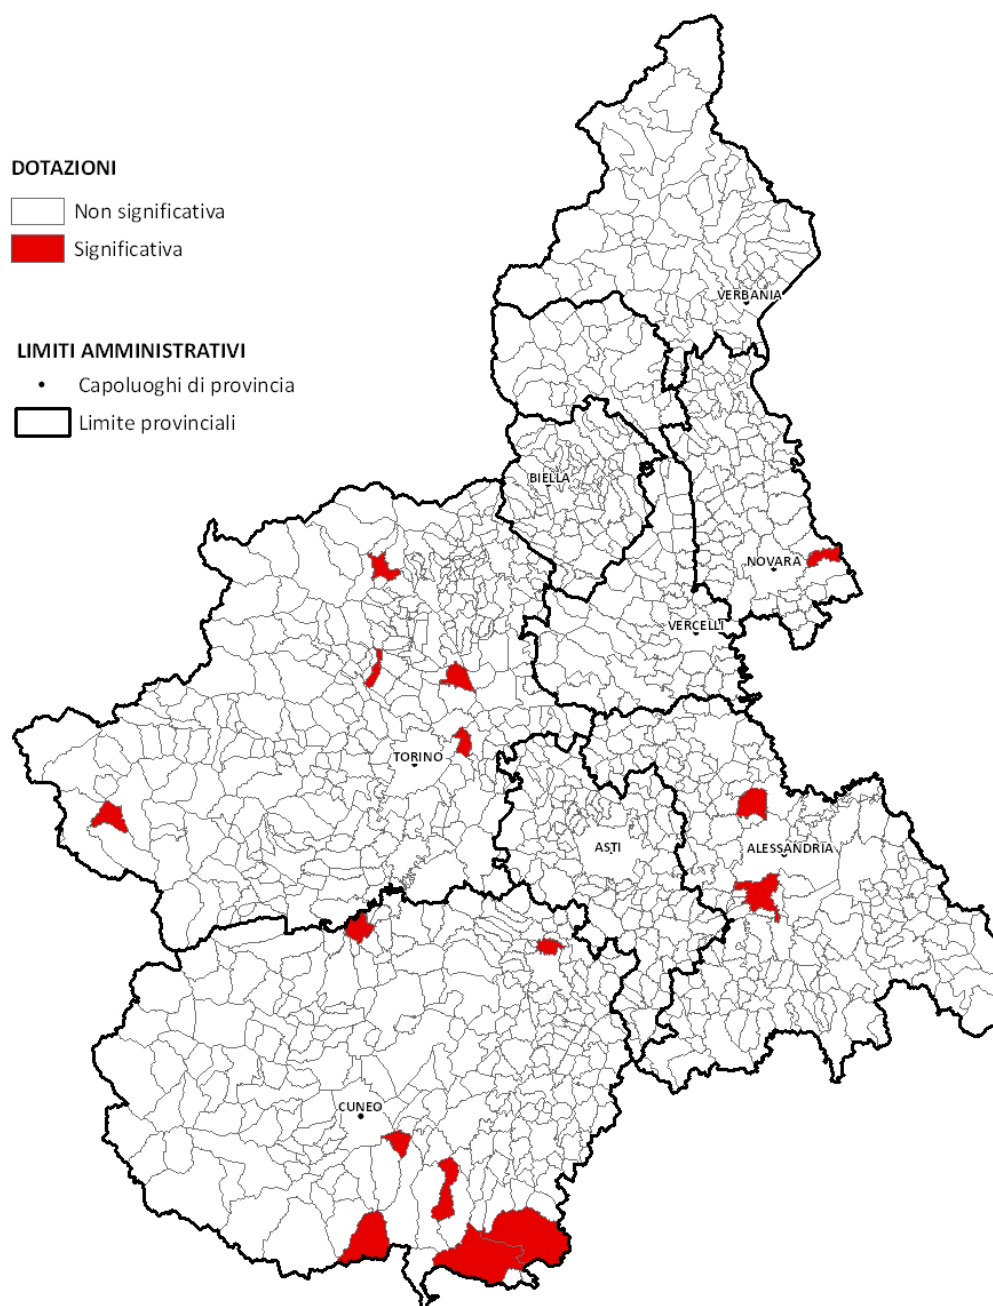 DOTAZIONI
Non significativa
Significativa
LIMITI AMMINISTRATIVI
Capoluoghi di provincia
Limite provinciali
VERBANIA
BIELLA
NOVARA
VERCELLI
TORINO
ASTI
ALESSANDRIA
CUNEO